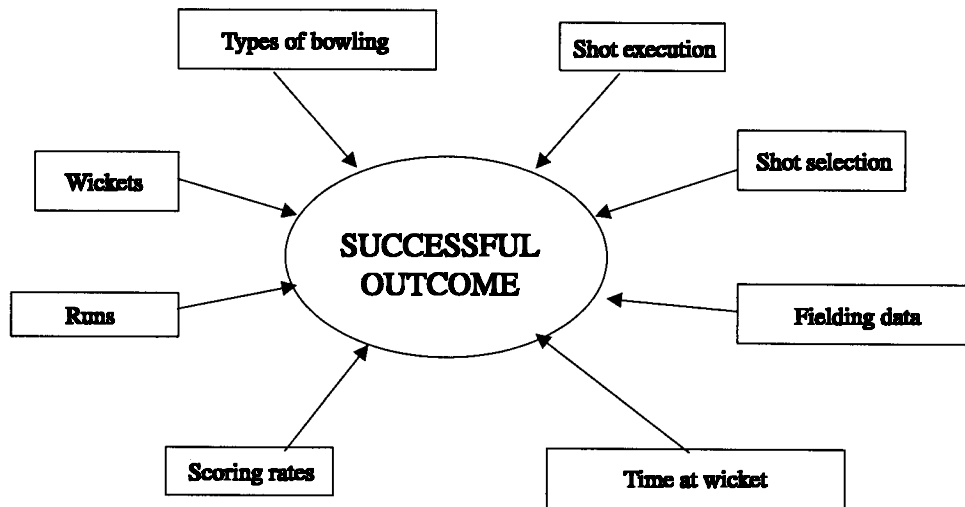 Types of bowling
Shot execution
Wickets
Shot selection
SUCCESSFUL
OUTCOME
Runs
Fielding data
Scoring rates
Time at wicket